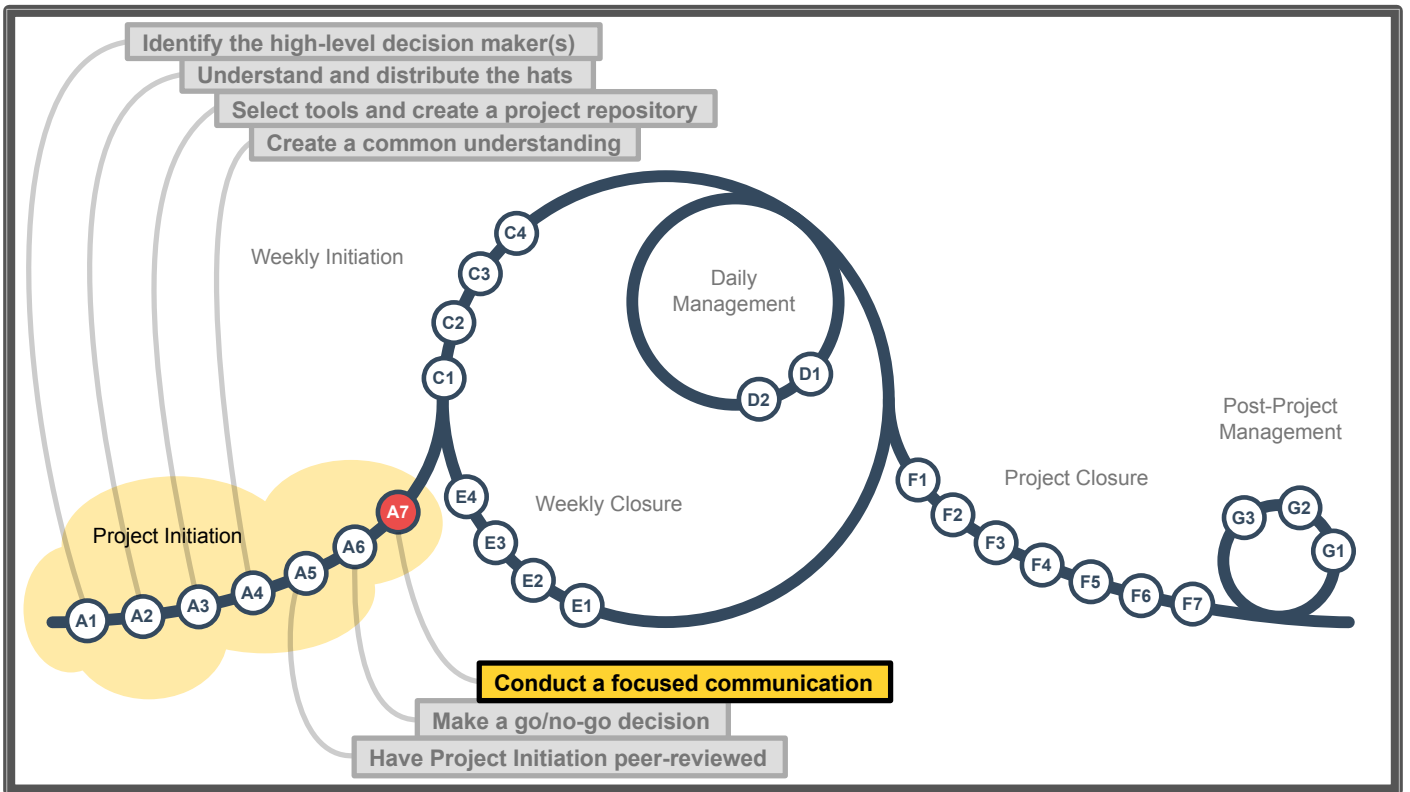 Identify the high-level decision maker(s)
Understand and distribute the hats
Select tools and create a project repository
Create a common understanding
Weekly Initiation
C4
C3
C2
C1
Daily
Management
D1
D2
Post-Project
Management
Project Initiation
A1
A2
A3
A4
A5
A6
A7
Weekly Closure
E4
E3
E2
E1
Project Closure
F1
F2
F3
F4
F5
F6
F7
G3
G2
G1
Conduct a focused communication
Make a go/no-go decision
Have Project Initiation peer-reviewed